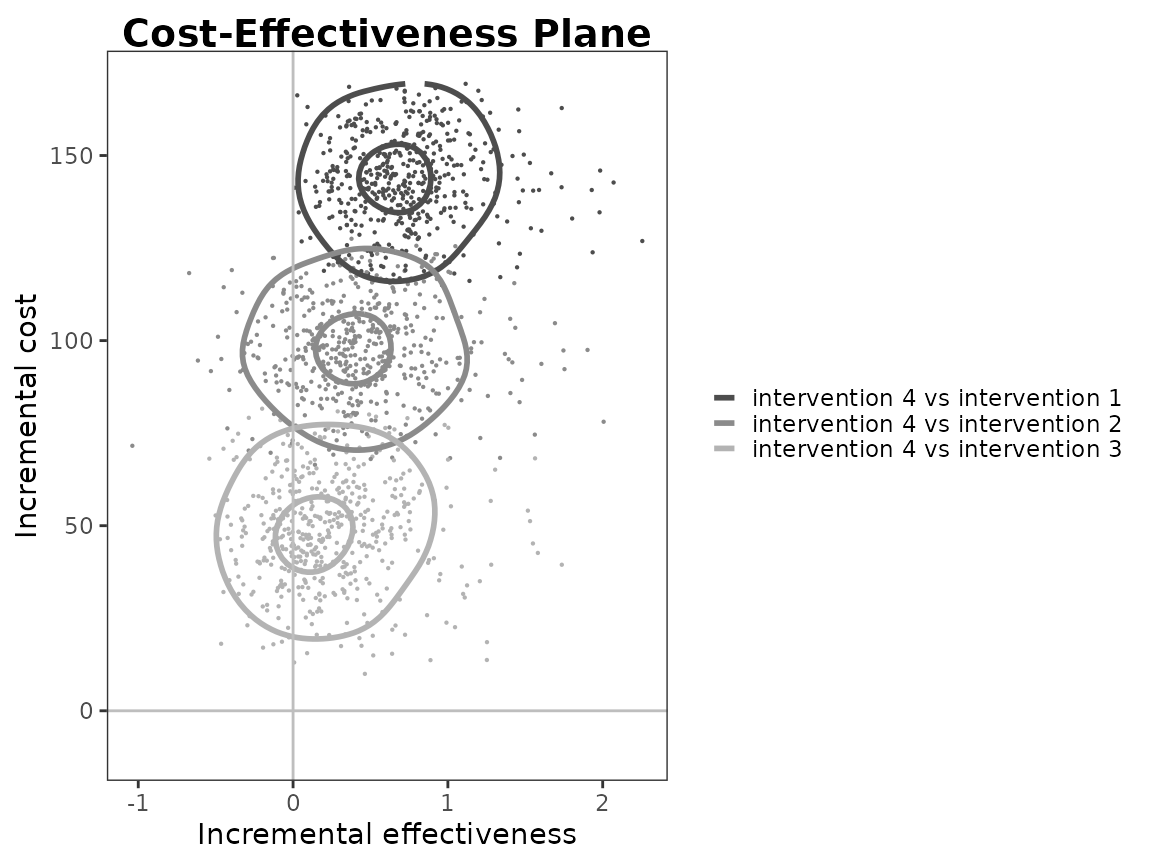 Cost-Effectiveness Plane
Incremental cost
150
100
50
0
-1 0 1 2
Incremental effectiveness
intervention 4 vs intervention 1
intervention 4 vs intervention 2
intervention 4 vs intervention 3